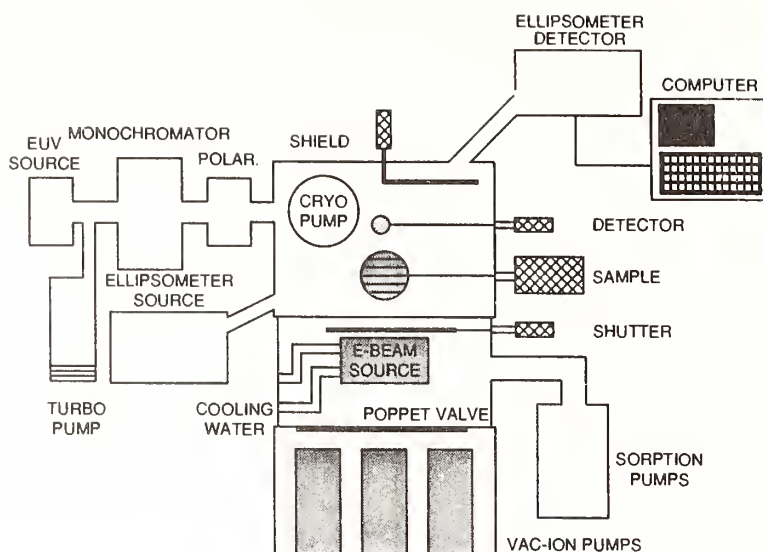 ELLIPSOMETER
DETECTOR
COMPUTER
MONOCHROMATOR
EUV
SOURCE
POLAR.
SHIELD
CRYO
PUMP
DETECTOR
SAMPLE
ELLIPSOMETER
SOURCE
SHUTTER
E-BEAM
SOURCE
TURBO
PUMP
COOLING
WATER
POPPET VALVE
SORPTION
PUMPS
VAC-ION PUMPS